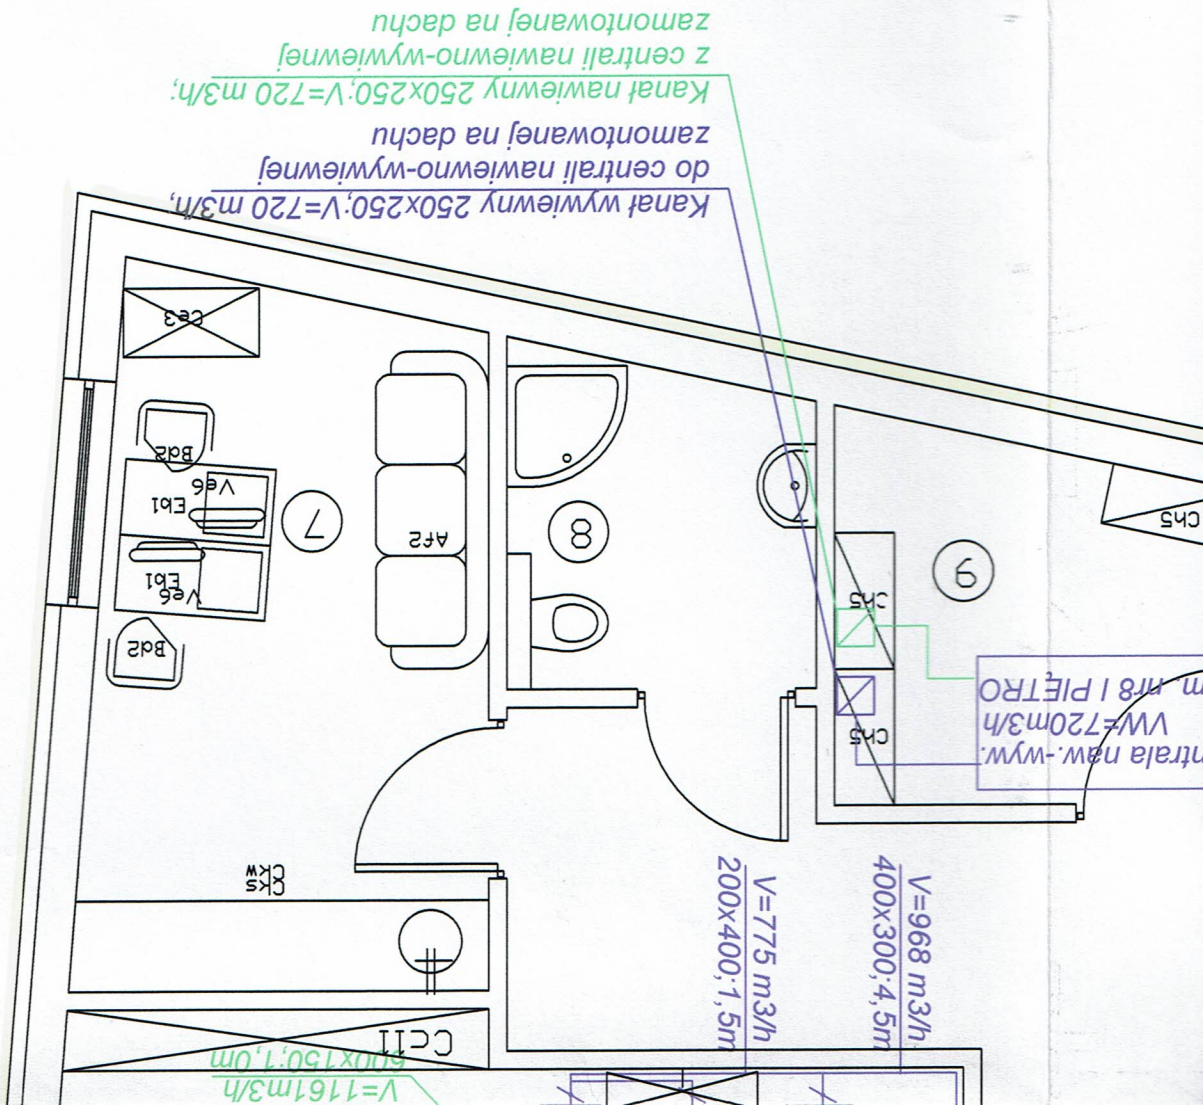 V=1161m3/h
600x150;1,0m
Cc11
400x300;4,5m
V=968 m3/h
200x400;1,5m
V=775 m3/h
Ckw
Cks
ntrala naw.-wyw.
VW=720m3/h
m. nr8 I PIĘTRO
Ch5
Ch5
Ch5
9
8
7
Af2
Bd2
Ve6
Eb1
Eb1
Ve6
Bd2
Ce3
Kanał wywiewny 250x250;V=720 m3/h,
do centrali nawiewno-wywiewnej
zamontowanej na dachu
Kanał nawiewny 250x250;V=720 m3/h;
z centrali nawiewno-wywiewnej
zamontowanej na dachu